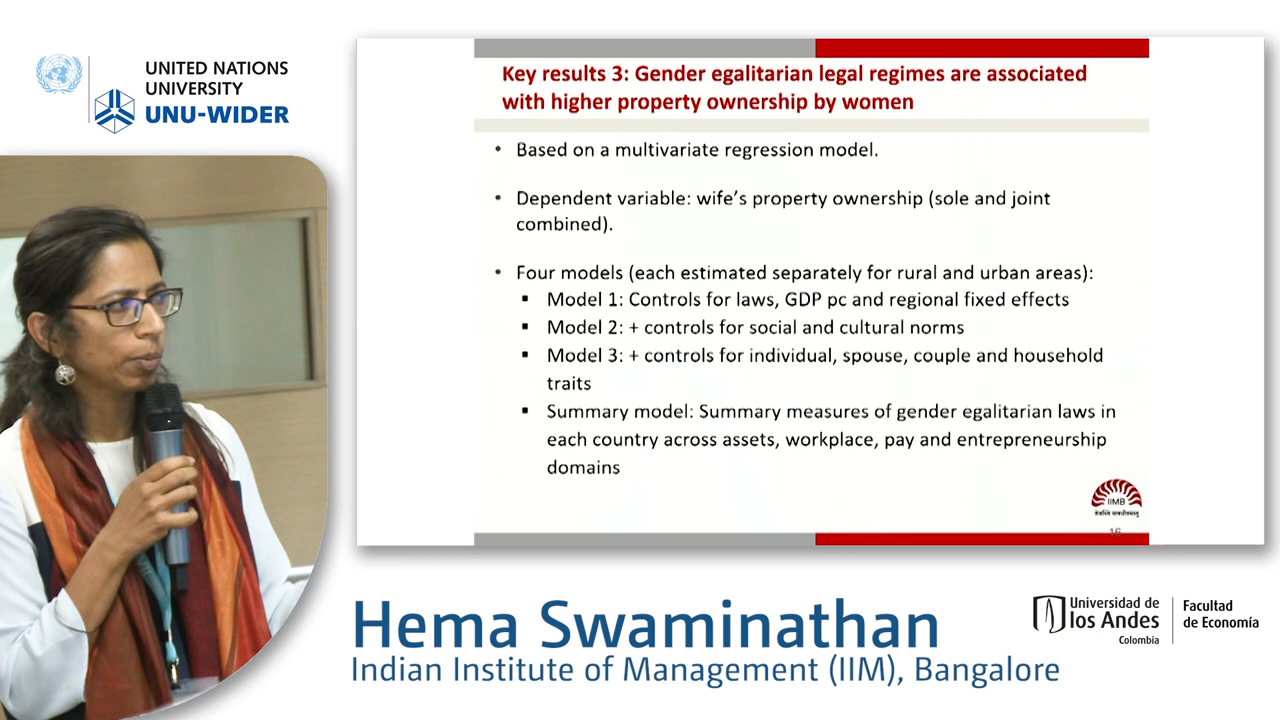 UNITED NATIONS
UNIVERSITY
UNU-WIDER
Key results 3: Gender egalitarian legal regimes are associated
with higher property ownership by women
• Based on a multivariate regression model.
• Dependent variable: wife’s property ownership (sole and joint
combined).
• Four models (each estimated separately for rural and urban areas):
▪ Model 1: Controls for laws, GDP pc and regional fixed effects
▪ Model 2: + controls for social and cultural norms
▪ Model 3: + controls for individual, spouse, couple and household
traits
▪ Summary model: Summary measures of gender egalitarian laws in
each country across assets, workplace, pay and entrepreneurship
domains
IIMB
16
Hema Swaminathan
Indian Institute of Management (IIM), Bangalore
Universidad de
los Andes
Colombia
Facultad
de Economía